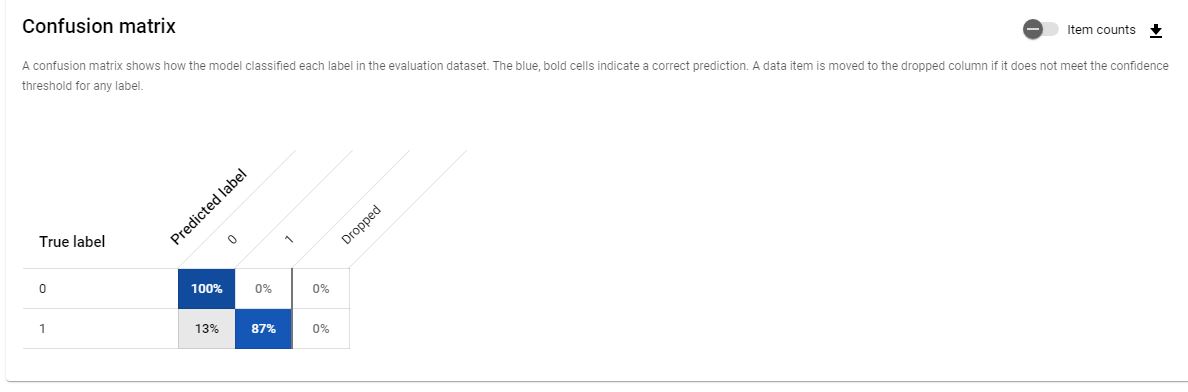 Confusion matrix
Item counts
A confusion matrix shows how the model classified each label in the evaluation dataset. The blue, bold cells indicate a correct prediction. A data item is moved to the dropped column if it does not meet the confidence
threshold for any label.
Predicted label
True label 0 1 Dropped
0 100% 0% 0%
1 13% 87% 0%